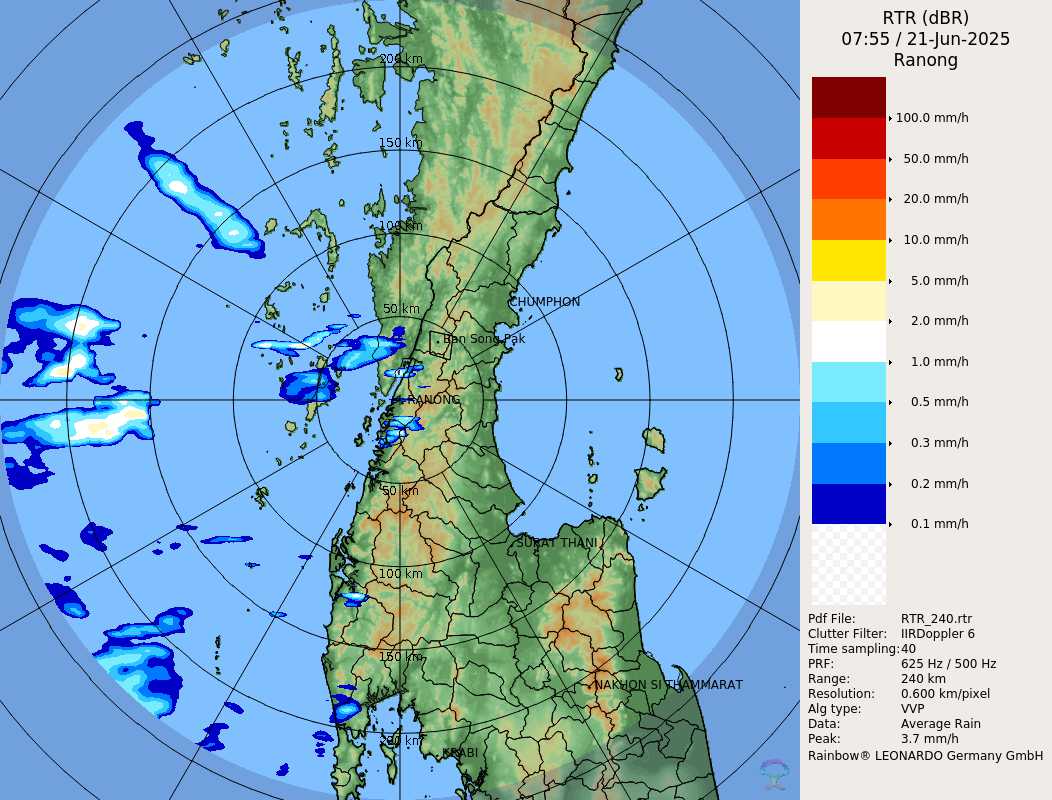 RTR (dBR)
07:55 / 21-Jun-2025
Ranong
200 km
150 km
100 km
50 km
CHUMPHON
Ban Song Pak
RANONG
50 km
SURAT THANI
100 km
150 km
NAKHON SI THAMMARAT
200 km
KRABI
100.0 mm/h
50.0 mm/h
20.0 mm/h
10.0 mm/h
5.0 mm/h
2.0 mm/h
1.0 mm/h
0.5 mm/h
0.3 mm/h
0.2 mm/h
0.1 mm/h
Pdf File: RTR_240.rtr
Clutter Filter: IIRDoppler 6
Time sampling:40
PRF: 625 Hz / 500 Hz
Range: 240 km
Resolution: 0.600 km/pixel
Alg type: VVP
Data: Average Rain
Peak: 3.7 mm/h
Rainbow® LEONARDO Germany GmbH